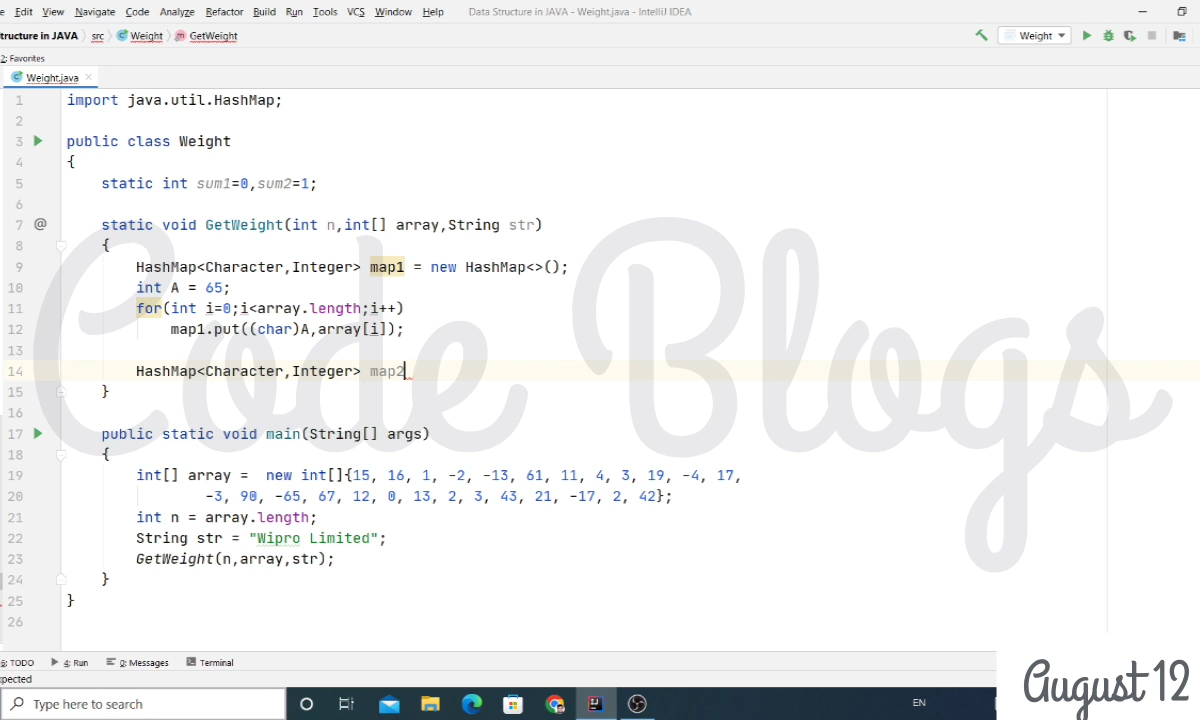 Edit View Navigate Code Analyze Refactor Build Run Tools VCS Window Help Data Structure in JAVA - Weight.java - IntelliJ IDEA
tructure in JAVA src Weight GetWeight Weight
2: Favorites
Weight.java
1 import java.util.HashMap;
2
3 public class Weight
4 {
5 static int sum1=0,sum2=1;
6
7 @ static void GetWeight(int n,int[] array,String str)
8 {
9 HashMap<Character,Integer> map1 = new HashMap<>();
10 int A = 65;
11 for(int i=0;i<array.length;i++)
12 map1.put((char)A,array[i]);
13
14 HashMap<Character,Integer> map2
15 }
16
17 public static void main(String[] args)
18 {
19 int[] array = new int[]{15, 16, 1, -2, -13, 61, 11, 4, 3, 19, -4, 17,
20 -3, 90, -65, 67, 12, 0, 13, 2, 3, 43, 21, -17, 2, 42};
21 int n = array.length;
22 String str = "Wipro Limited";
23 GetWeight(n,array,str);
24 }
25 }
26
Code Blogs
6: TODO 4: Run 0: Messages Terminal
pected
August 12
Type here to search EN